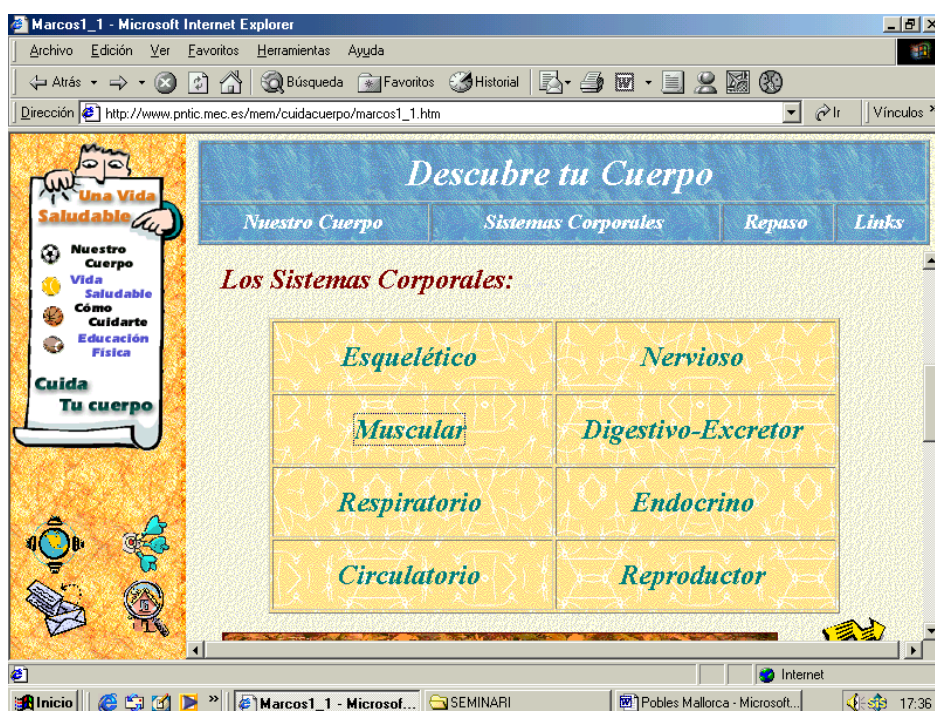 Marcos1_1 - Microsoft Internet Explorer
Archivo Edición Ver Favoritos Herramientas Ayuda
Atrás Búsqueda Favoritos Historial
Dirección http://www.pntic.mec.es/mem/cuidacuerpo/marcos1_1.htm Ir Vínculos »
Una Vida
Saludable
Nuestro
Cuerpo
Vida
Saludable
Cómo
Cuidarte
Educación
Física
Cuida
Tu cuerpo
Descubre tu Cuerpo
Nuestro Cuerpo Sistemas Corporales Repaso Links
Los Sistemas Corporales:
Esquelético Nervioso
Muscular Digestivo-Excretor
Respiratorio Endocrino
Circulatorio Reproductor
Internet
Inicio » Marcos1_1 - Microsof... SEMINARI Pobles Mallorca - Microsoft... 17:36